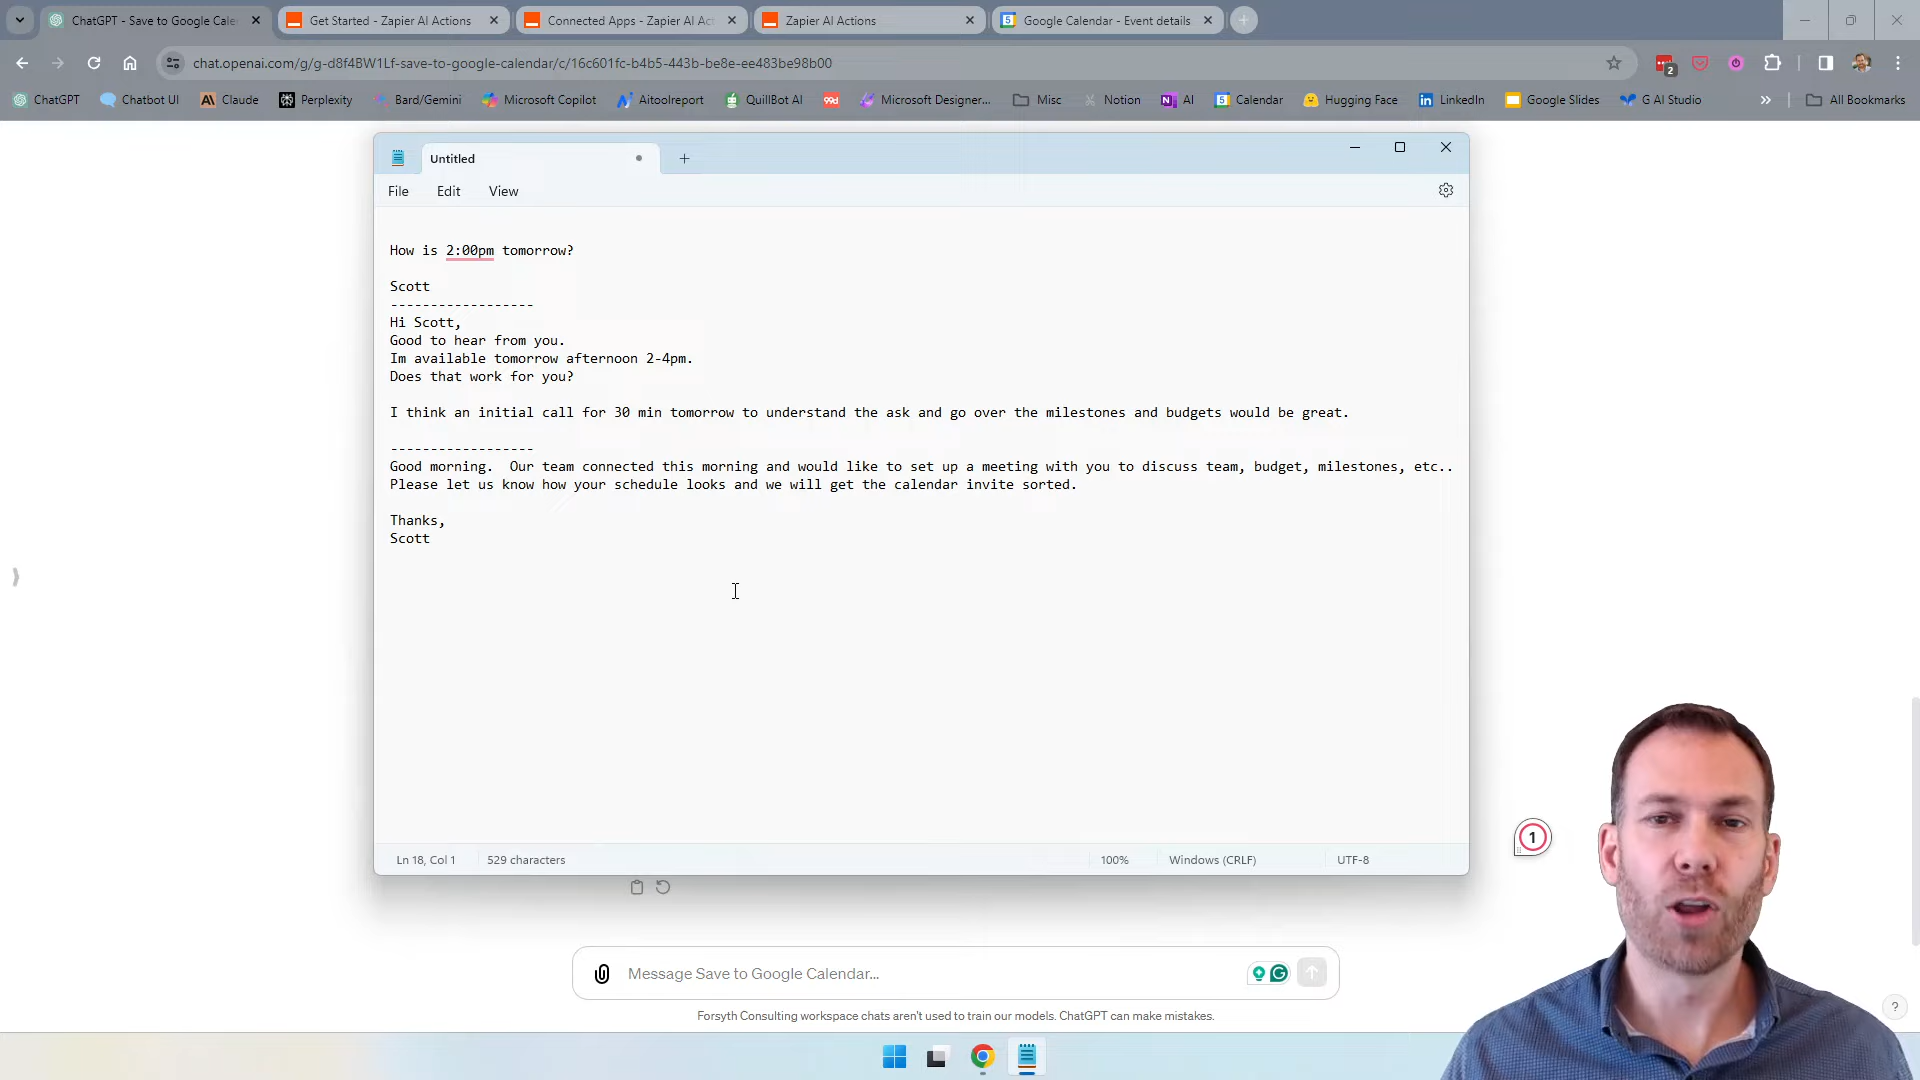 ChatGPT - Save to Google Cale
Get Started - Zapier AI Actions
Connected Apps - Zapier AI Act
Zapier AI Actions
5
Google Calendar - Event details
chat.openai.com/g/g-d8f4BW1Lf-save-to-google-calendar/c/16c601fc-b4b5-443b-be8e-ee483be98b00
2
ChatGPT
Chatbot UI
AI Claude
Perplexity
Bard/Gemini
Microsoft Copilot
Aitoolreport
QuillBot AI
99d
Microsoft Designer...
Misc
Notion
N AI
5 Calendar
Hugging Face
in LinkedIn
Google Slides
G AI Studio
All Bookmarks
Untitled
File
Edit
View
How is 2:00pm tomorrow?
Scott
------------------
Hi Scott,
Good to hear from you.
Im available tomorrow afternoon 2-4pm.
Does that work for you?
I think an initial call for 30 min tomorrow to understand the ask and go over the milestones and budgets would be great.
------------------
Good morning.  Our team connected this morning and would like to set up a meeting with you to discuss team, budget, milestones, etc..
Please let us know how your schedule looks and we will get the calendar invite sorted.
Thanks,
Scott
1
Ln 18, Col 1
529 characters
100%
Windows (CRLF)
UTF-8
Message Save to Google Calendar...
?
Forsyth Consulting workspace chats aren't used to train our models. ChatGPT can make mistakes.